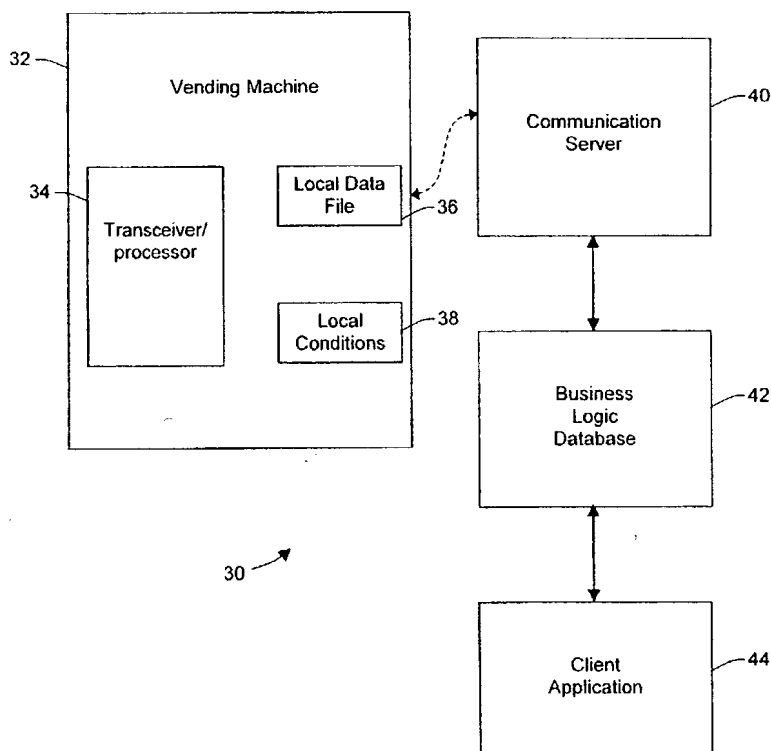 32
Vending Machine
34
Transceiver/
processor
Local Data
File
36
Local
Conditions
38
Communication
Server
40
Business
Logic
Database
42
30
Client
Application
44